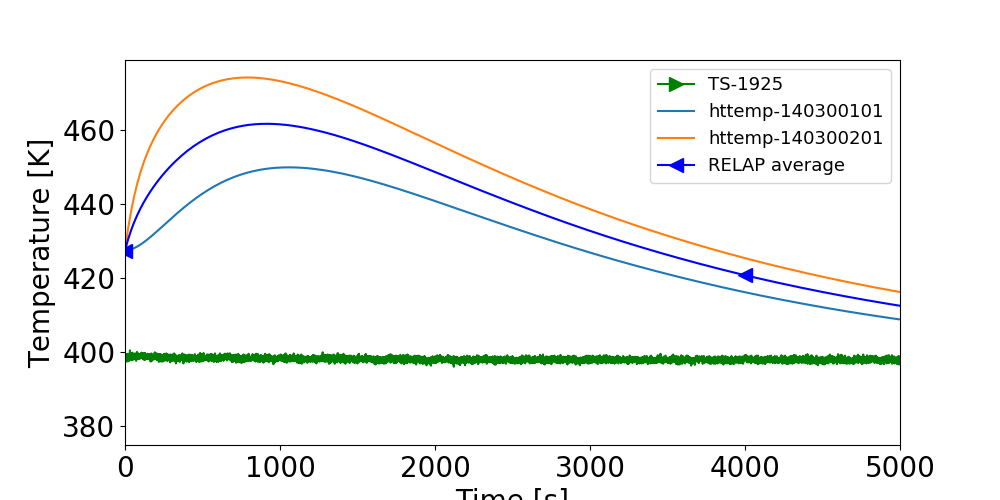 TS-1925
httemp-140300101
httemp-140300201
RELAP average
Temperature [K]
460
440
420
400
380
0 1000 2000 3000 4000 5000
Time [s]